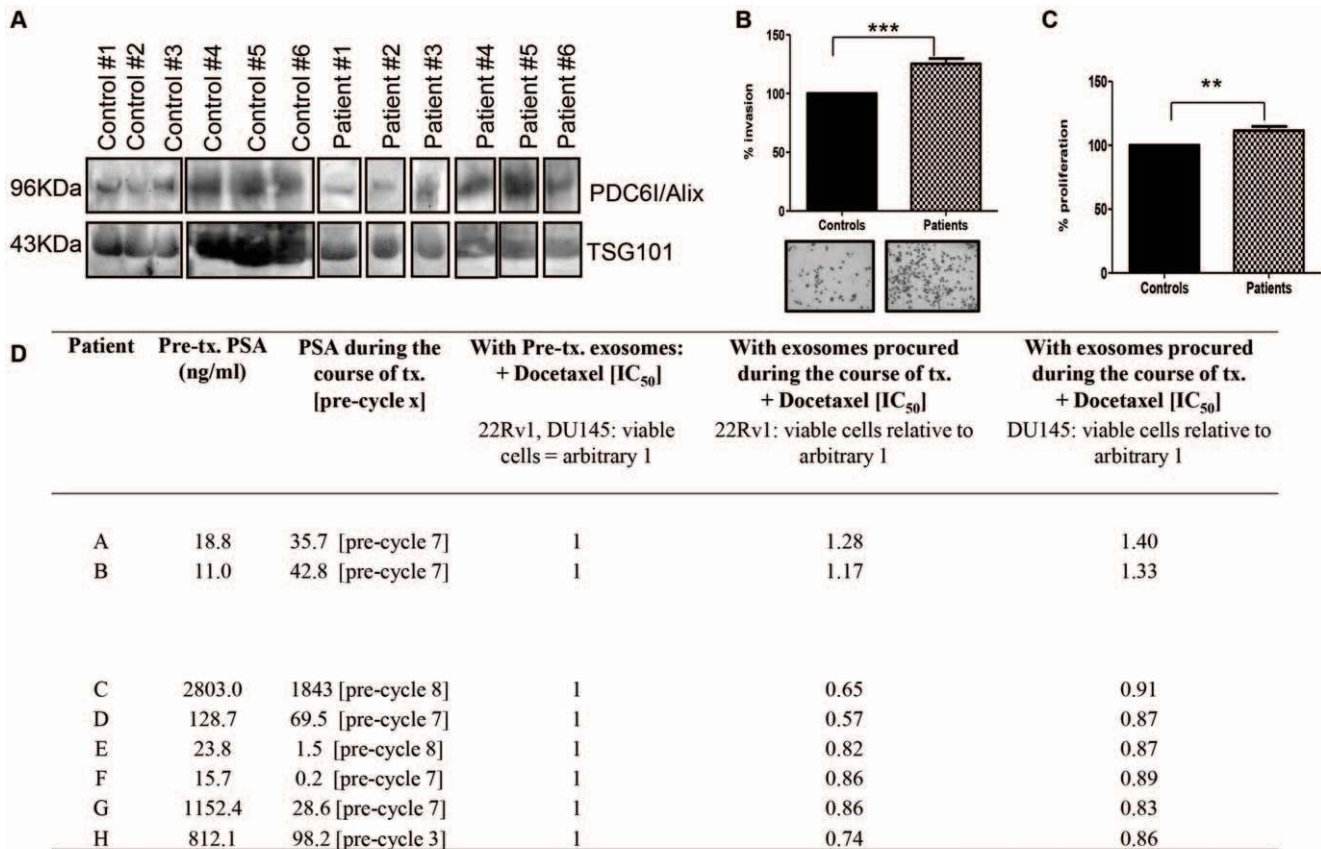 A
Control #1
Control #2
Control #3
Control #4
Control #5
Control #6
Patient #1
Patient #2
Patient #3
Patient #4
Patient #5
Patient #6
96KDa
PDC6I/Alix
43KDa
TSG101
B
***
% invasion
150
100
50
0
Controls
Patients
C
**
% proliferation
150
100
50
0
Controls
Patients
D
Patient
Pre-tx. PSA
(ng/ml)
PSA during the
course of tx.
[pre-cycle x]
With Pre-tx. exosomes:
+ Docetaxel [IC50]
22Rv1, DU145: viable
cells = arbitrary 1
With exosomes procured
during the course of tx.
+ Docetaxel [IC50]
22Rv1: viable cells relative to
arbitrary 1
With exosomes procured
during the course of tx.
+ Docetaxel [IC50]
DU145: viable cells relative to
arbitrary 1
A 18.8 35.7 [pre-cycle 7] 1 1.28 1.40
B 11.0 42.8 [pre-cycle 7] 1 1.17 1.33
C 2803.0 1843 [pre-cycle 8] 1 0.65 0.91
D 128.7 69.5 [pre-cycle 7] 1 0.57 0.87
E 23.8 1.5 [pre-cycle 8] 1 0.82 0.87
F 15.7 0.2 [pre-cycle 7] 1 0.86 0.89
G 1152.4 28.6 [pre-cycle 7] 1 0.86 0.83
H 812.1 98.2 [pre-cycle 3] 1 0.74 0.86